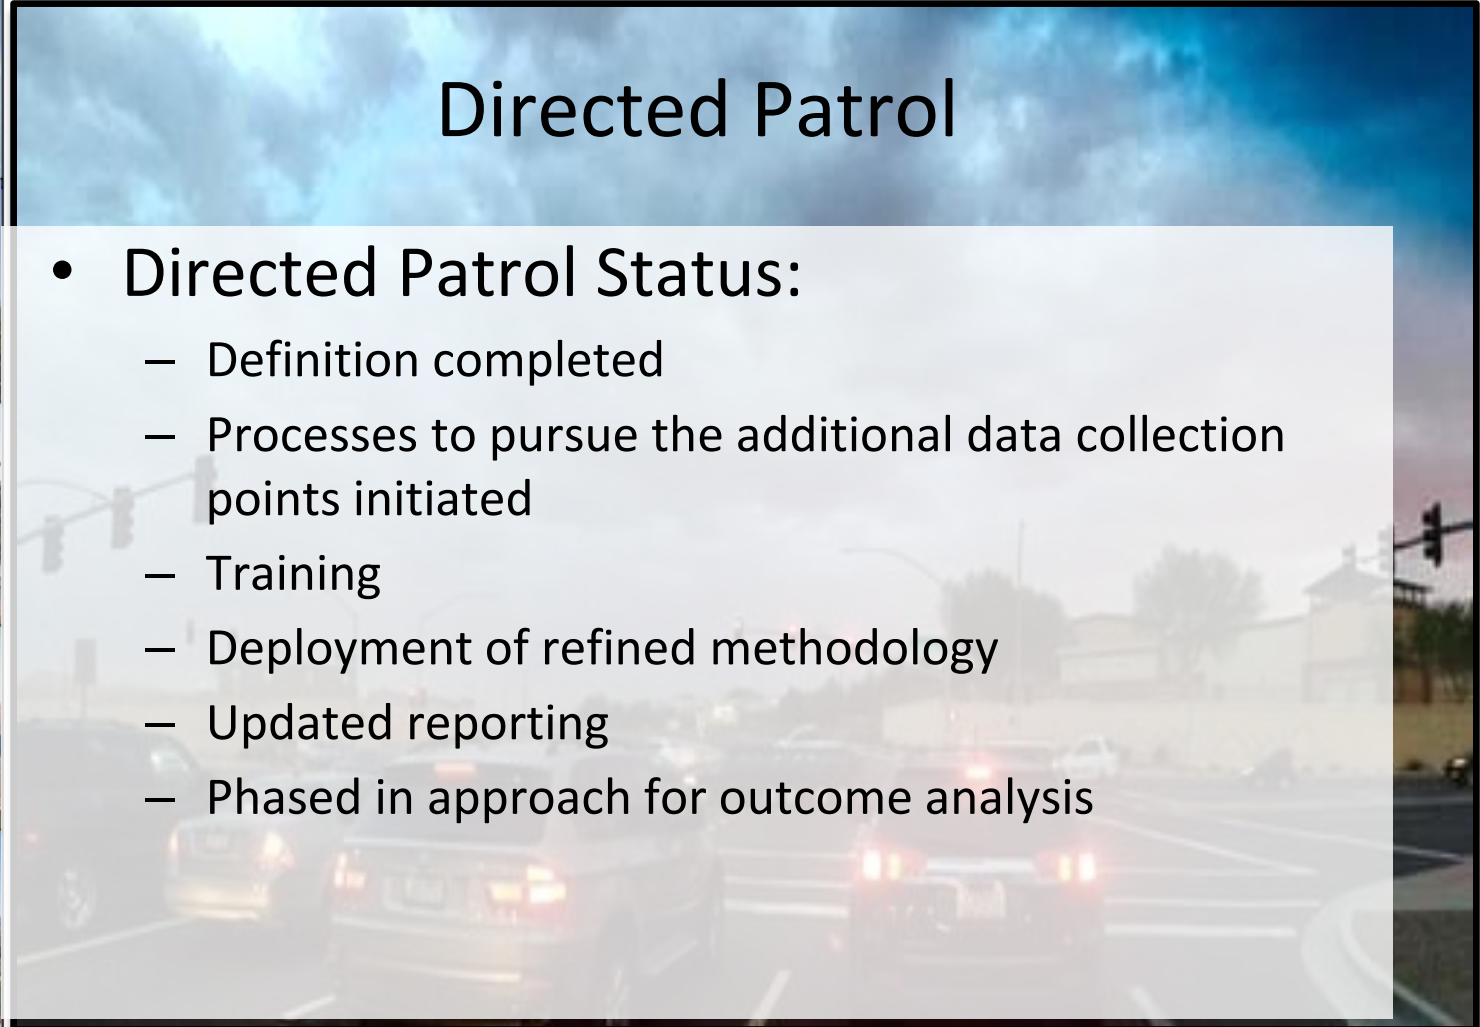 Directed Patrol
• Directed Patrol Status:
– Definition completed
– Processes to pursue the additional data collection
points initiated
– Training
– Deployment of refined methodology
– Updated reporting
– Phased in approach for outcome analysis